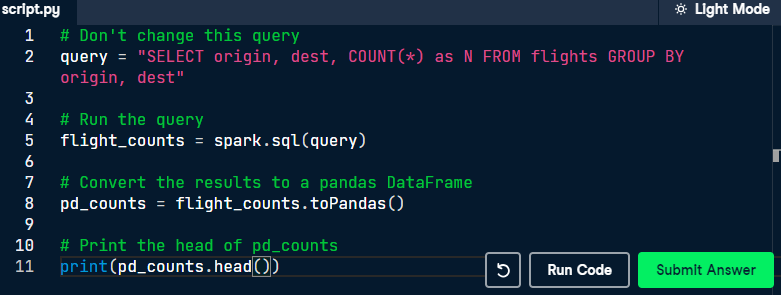 script.py
Light Mode
1 # Don't change this query
2 query = "SELECT origin, dest, COUNT(*) as N FROM flights GROUP BY
origin, dest"
3
4 # Run the query
5 flight_counts = spark.sql(query)
6
7 # Convert the results to a pandas DataFrame
8 pd_counts = flight_counts.toPandas()
9
10 # Print the head of pd_counts
11 print(pd_counts.head())
Run Code
Submit Answer